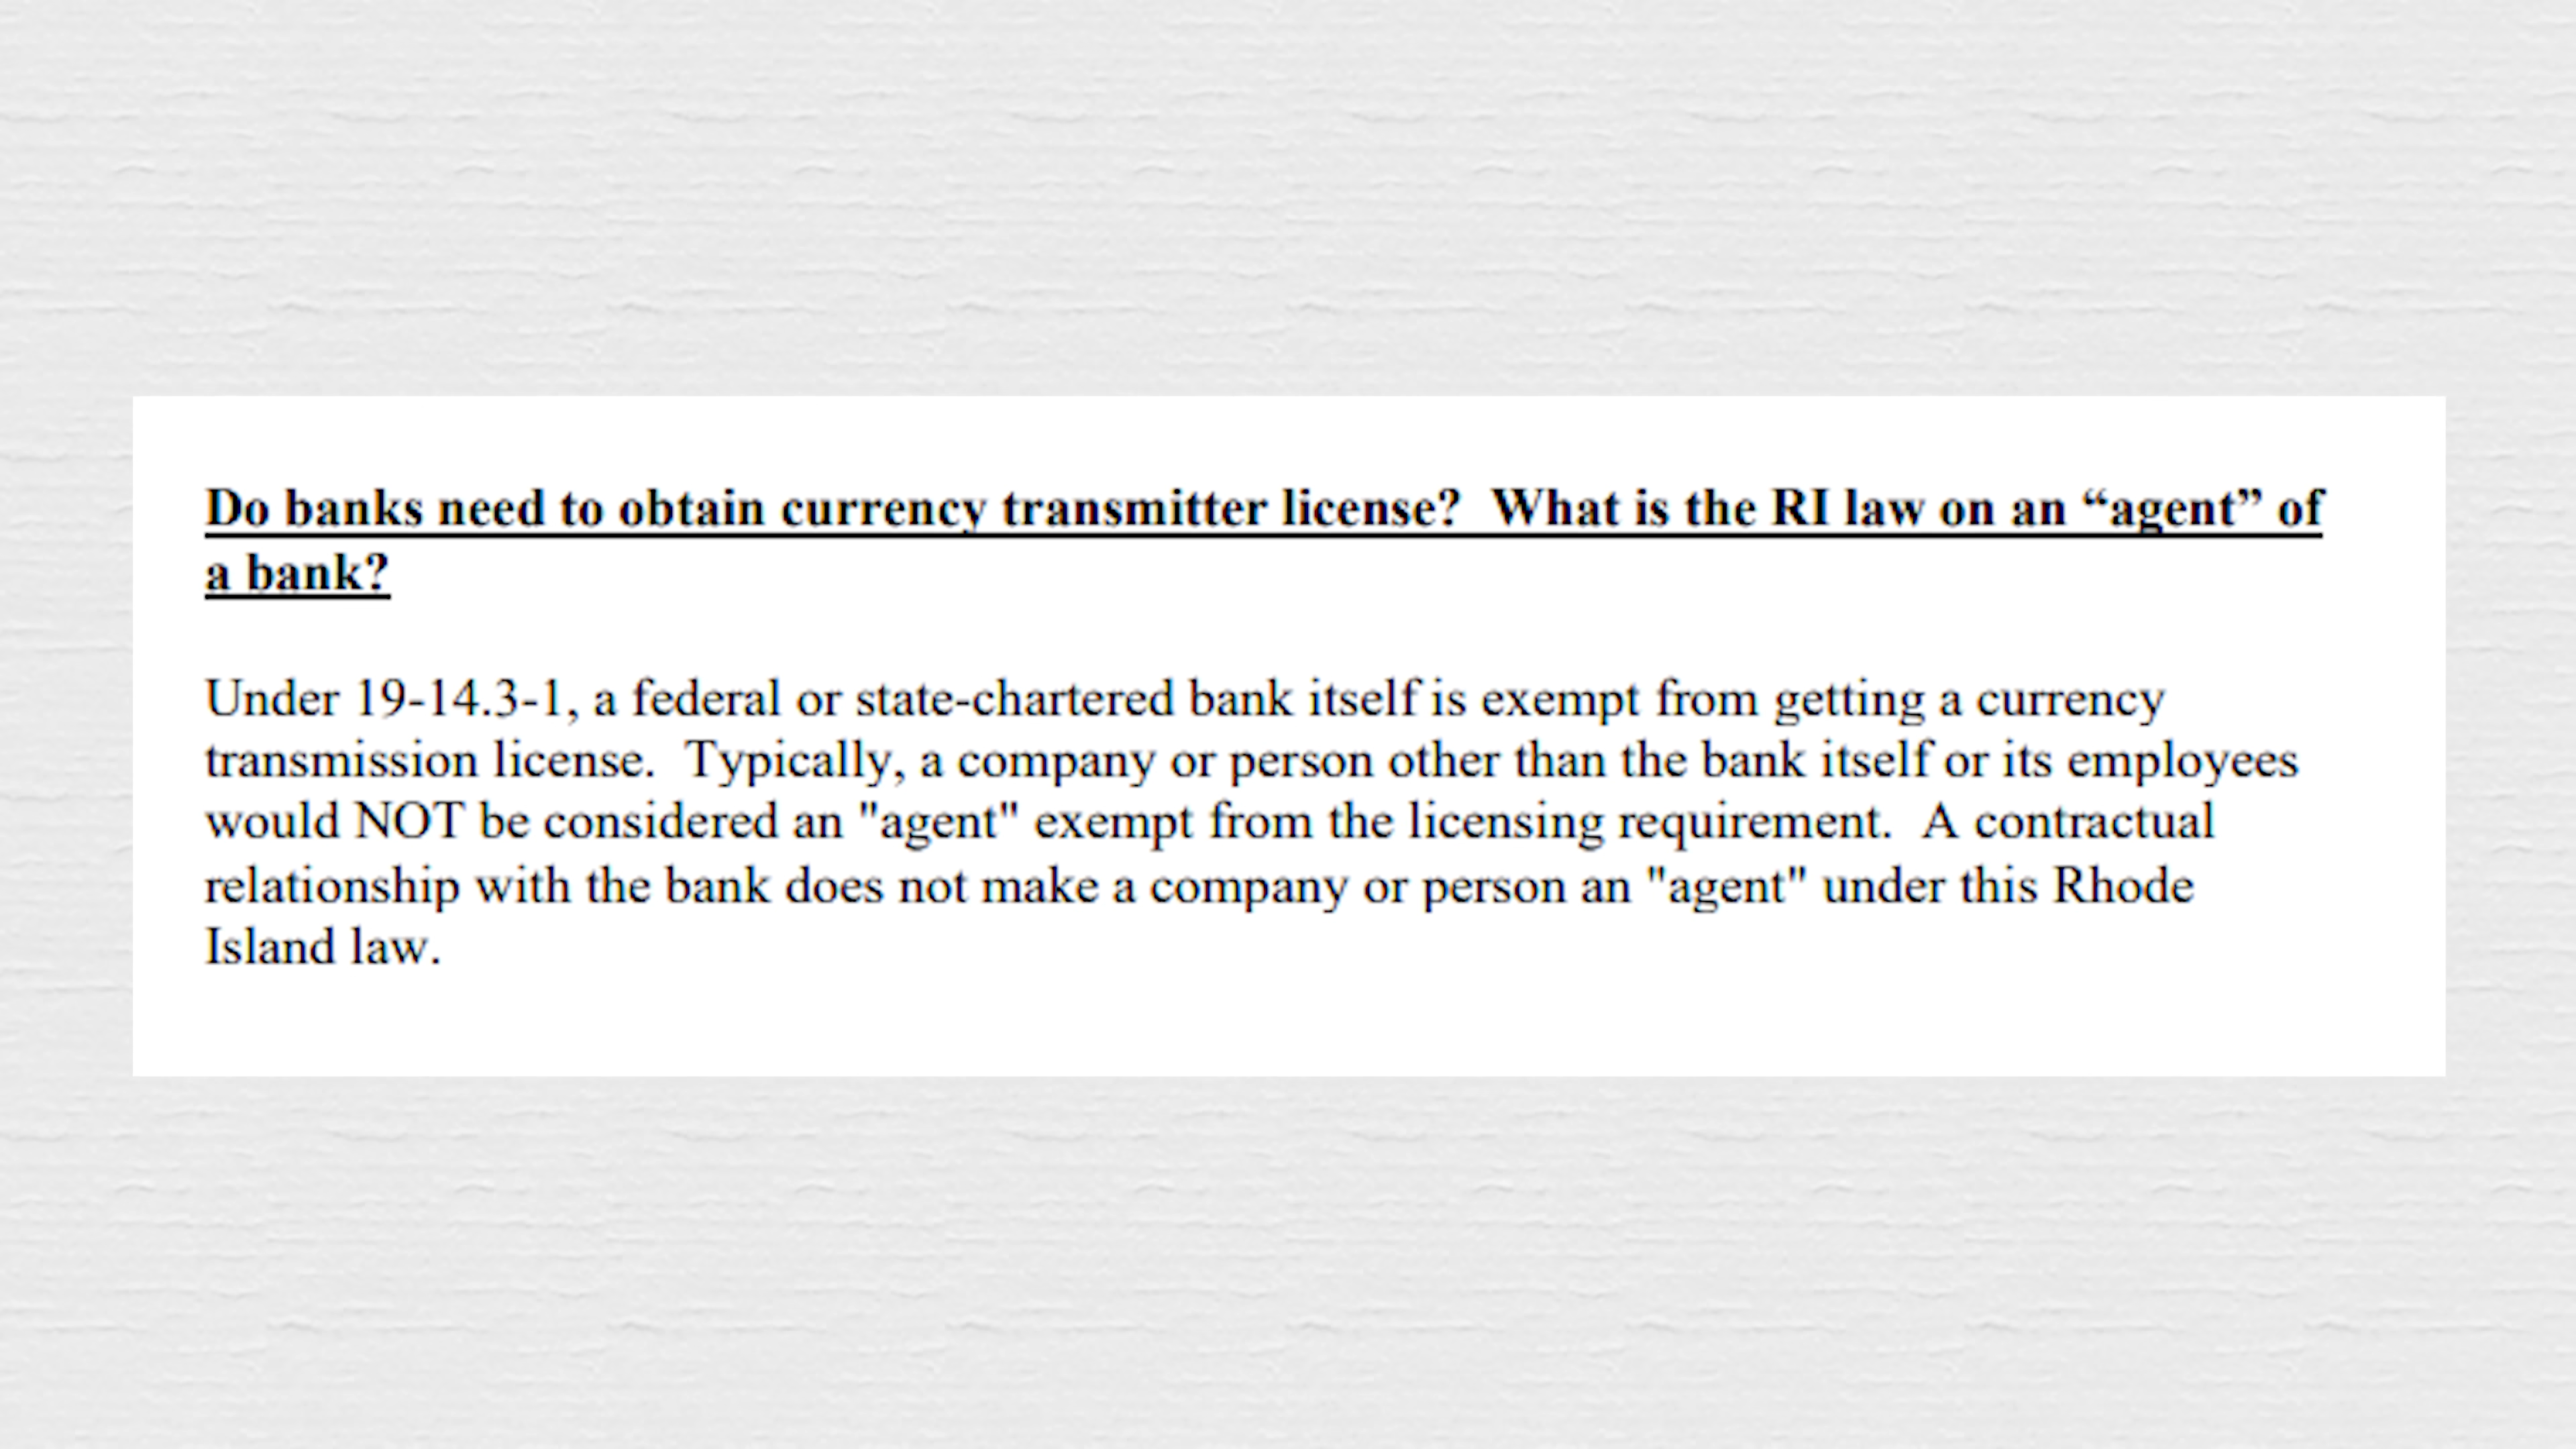 Do banks need to obtain currency transmitter license?  What is the RI law on an “agent” of
a bank?
Under 19-14.3-1, a federal or state-chartered bank itself is exempt from getting a currency
transmission license.  Typically, a company or person other than the bank itself or its employees
would NOT be considered an "agent" exempt from the licensing requirement.  A contractual
relationship with the bank does not make a company or person an "agent" under this Rhode
Island law.